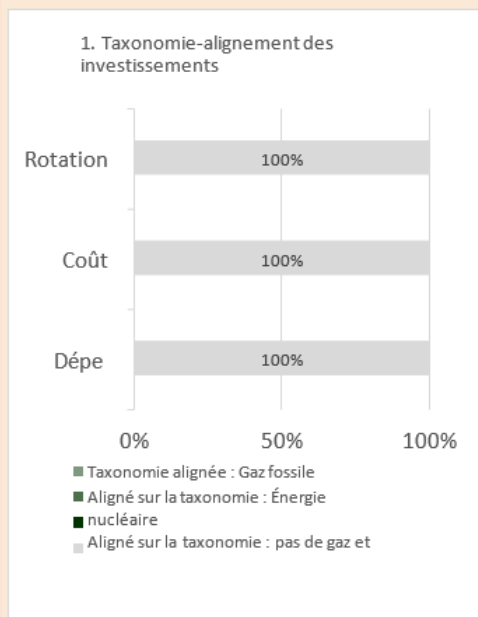 1. Taxonomie-alignement des
investissements
Rotation
100%
Coût
100%
Dépe
100%
0% 50% 100%
Taxonomie alignée : Gaz fossile
Aligné sur la taxonomie : Énergie
nucléaire
Aligné sur la taxonomie : pas de gaz et